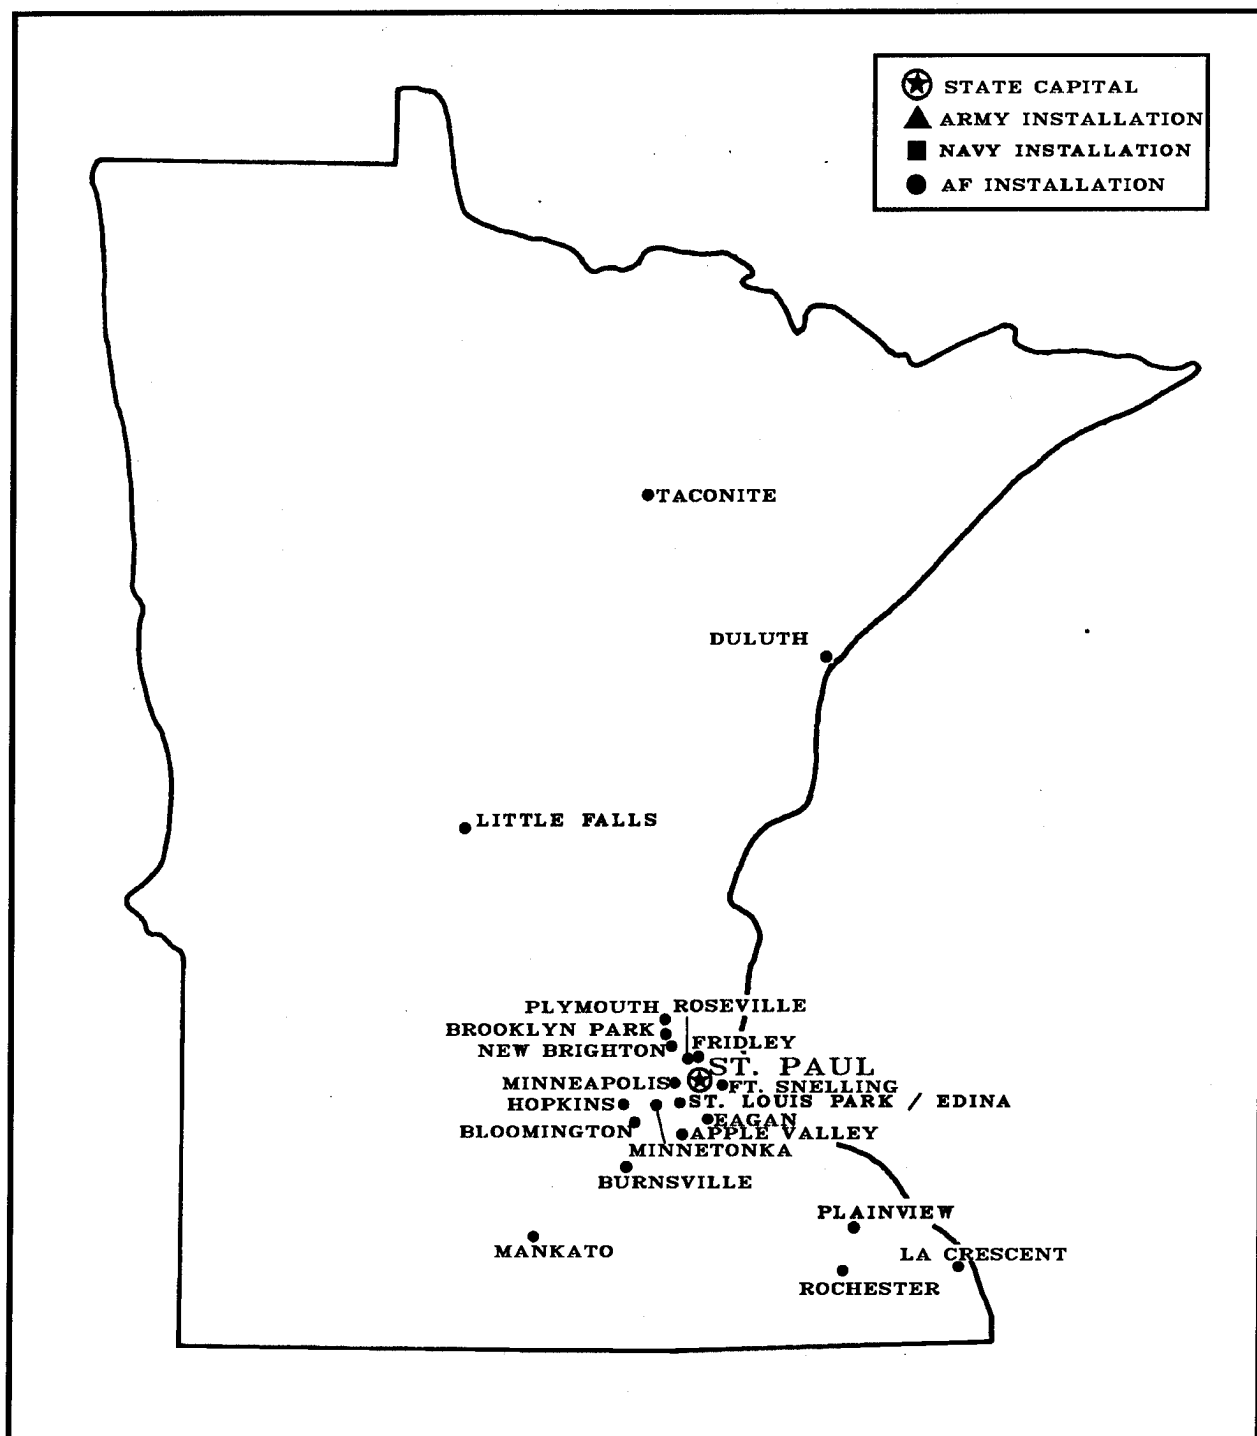 STATE CAPITAL
ARMY INSTALLATION
NAVY INSTALLATION
AF INSTALLATION
TACONITE
DULUTH
LITTLE FALLS
PLYMOUTH
ROSEVILLE
BROOKLYN PARK
NEW BRIGHTON
FRIDLEY
ST. PAUL
MINNEAPOLIS
FT. SNELLING
HOPKINS
ST. LOUIS PARK / EDINA
EAGAN
BLOOMINGTON
APPLE VALLEY
MINNETONKA
BURNSVILLE
PLAINVIEW
MANKATO
LA CRESCENT
ROCHESTER